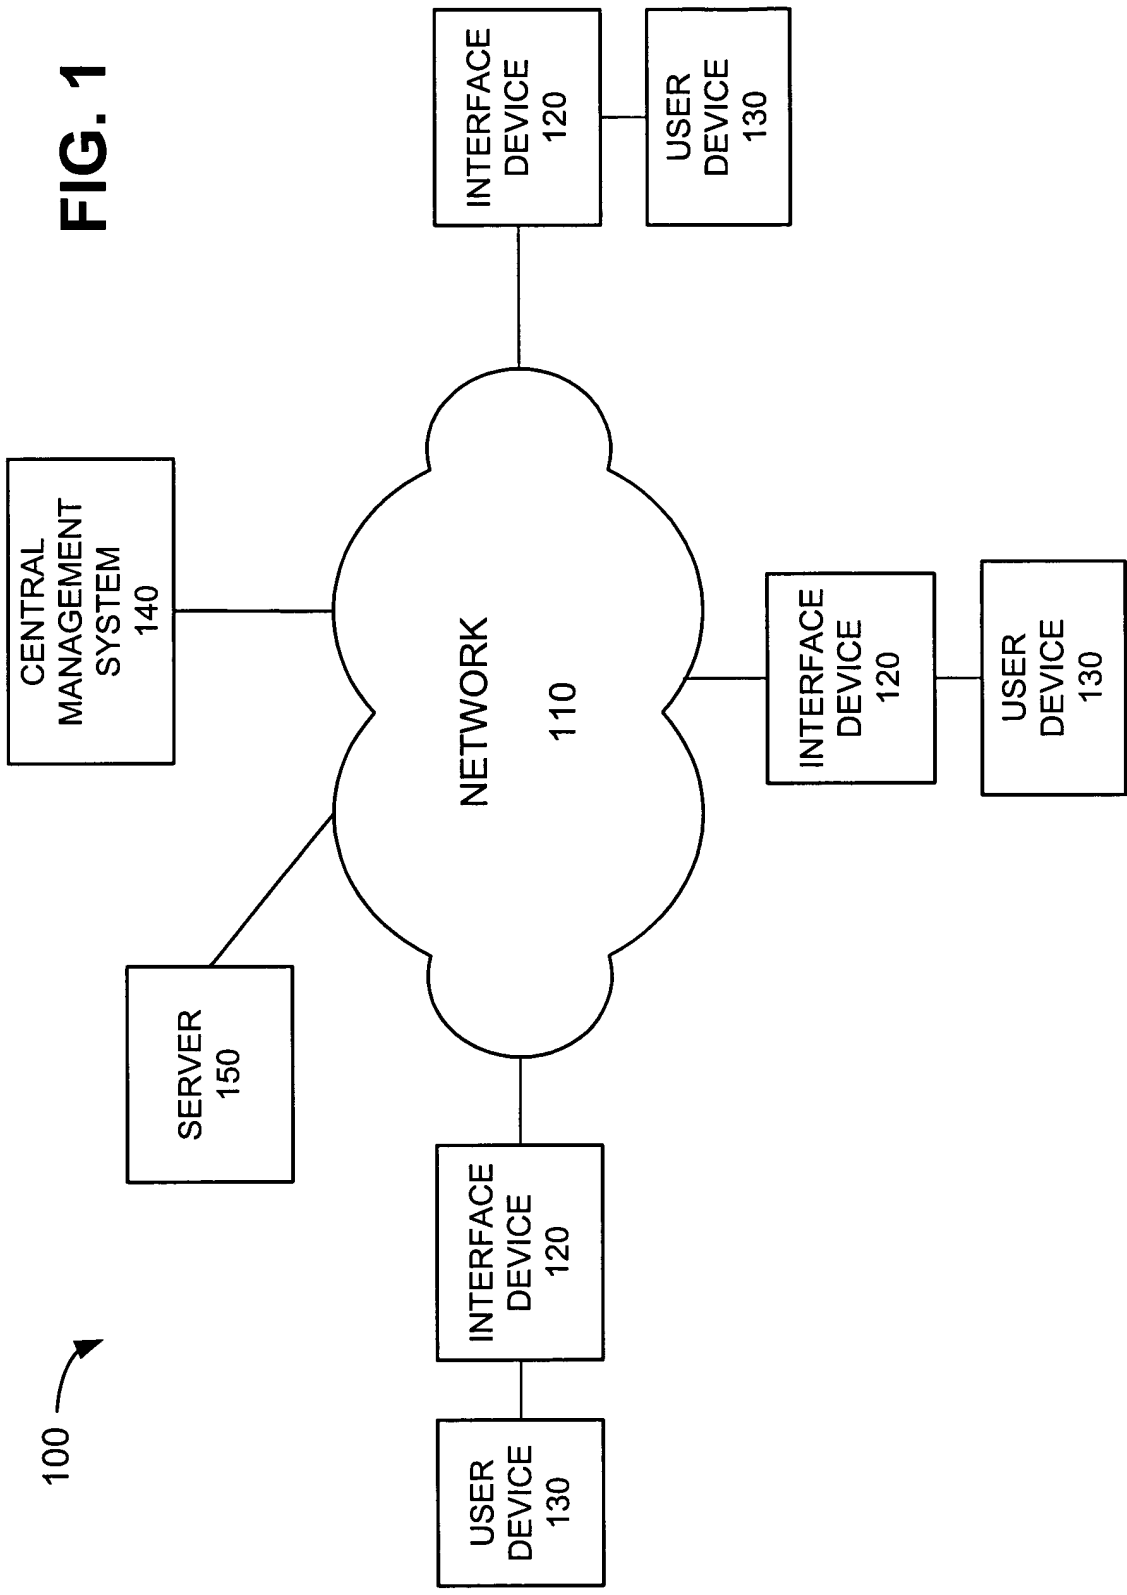 100
SERVER
150
CENTRAL
MANAGEMENT
SYSTEM
140
FIG. 1
USER
DEVICE
130
INTERFACE
DEVICE
120
NETWORK
110
INTERFACE
DEVICE
120
USER
DEVICE
130
INTERFACE
DEVICE
120
USER
DEVICE
130